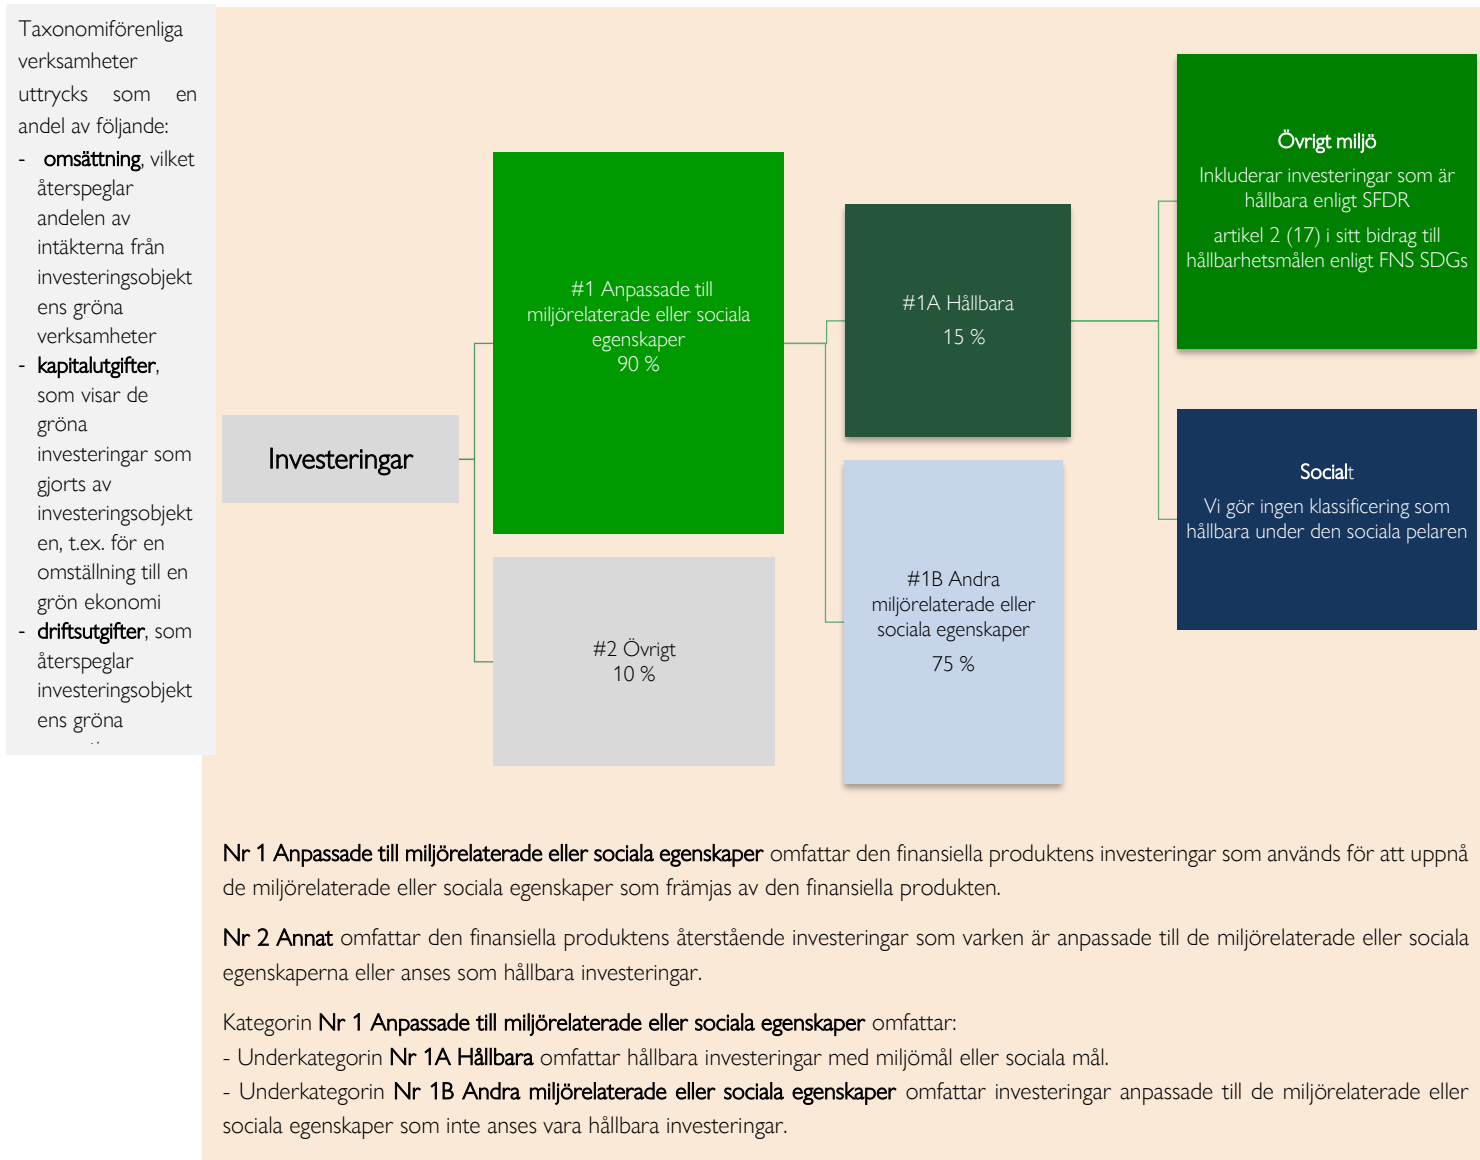 Taxonomiförenliga
verksamheter
uttrycks som en
andel av följande:
- omsättning, vilket
återspeglar
andelen av
intäkterna från
investeringsobjekt
ens gröna
verksamheter
- kapitalutgifter,
som visar de
gröna
investeringar som
gjorts av
investeringsobjekt
en, t.ex. för en
omställning till en
grön ekonomi
- driftsutgifter, som
återspeglar
investeringsobjekt
ens gröna
Investeringar
#1 Anpassade till
miljörelaterade eller sociala
egenskaper
90 %
#2 Övrigt
10 %
#1A Hållbara
15 %
#1B Andra
miljörelaterade eller
sociala egenskaper
75 %
Övrigt miljö
Inkluderar investeringar som är
hållbara enligt SFDR
artikel 2 (17) i sitt bidrag till
hållbarhetsmålen enligt FNS SDGs
Socialt
Vi gör ingen klassificering som
hållbara under den sociala pelaren
Nr 1 Anpassade till miljörelaterade eller sociala egenskaper omfattar den finansiella produktens investeringar som används för att uppnå
de miljörelaterade eller sociala egenskaper som främjas av den finansiella produkten.
Nr 2 Annat omfattar den finansiella produktens återstående investeringar som varken är anpassade till de miljörelaterade eller sociala
egenskaperna eller anses som hållbara investeringar.
Kategorin Nr 1 Anpassade till miljörelaterade eller sociala egenskaper omfattar:
- Underkategorin Nr 1A Hållbara omfattar hållbara investeringar med miljömål eller sociala mål.
- Underkategorin Nr 1B Andra miljörelaterade eller sociala egenskaper omfattar investeringar anpassade till de miljörelaterade eller
sociala egenskaper som inte anses vara hållbara investeringar.